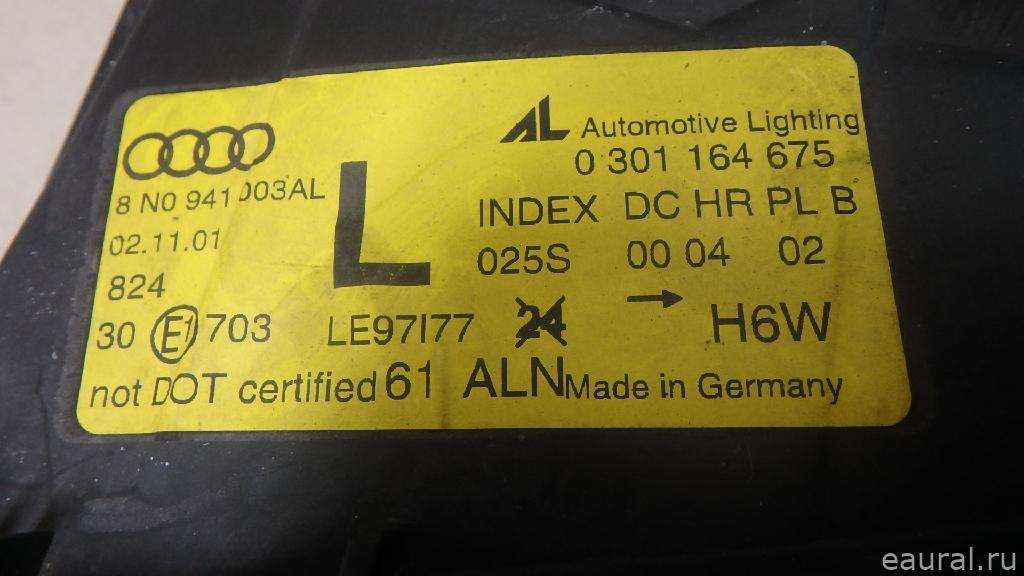 AL Automotive Lighting
0 301 164 675
8 N0 941 003AL
L
INDEX DC HR PL B
02.11.01
025S 00 04 02
824
30 E1 703 LE97I77 24 → H6W
not DOT certified 61 ALN Made in Germany
eaural.ru